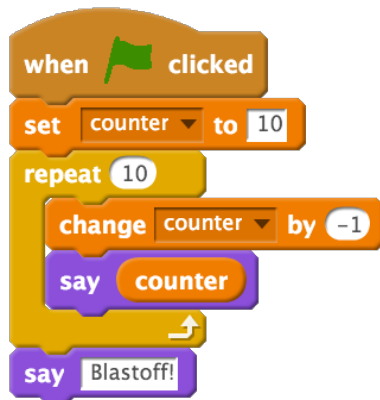 when clicked
set counter to 10
repeat 10
change counter by -1
say counter
say Blastoff!